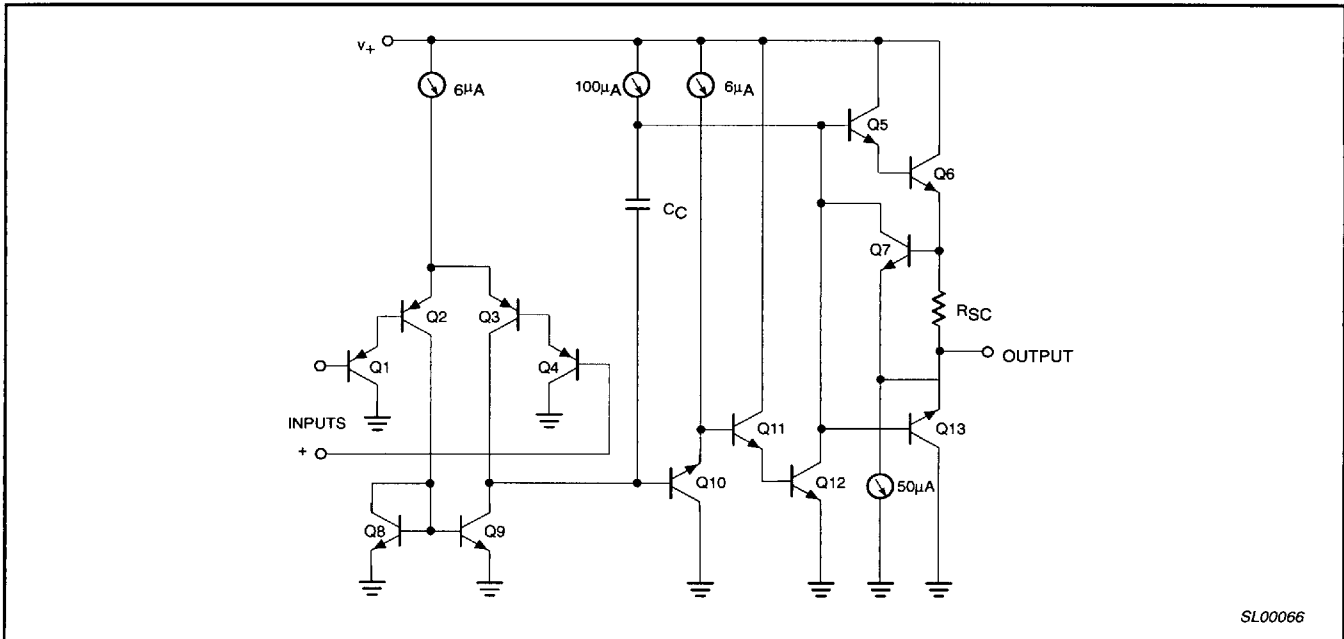 V+
6μA
100μA
6μA
Q5
Q6
CC
Q7
RSC
Q2
Q3
Q1
Q4
OUTPUT
INPUTS
+
Q11
Q13
Q10
Q12
50μA
Q8
Q9
SL00066